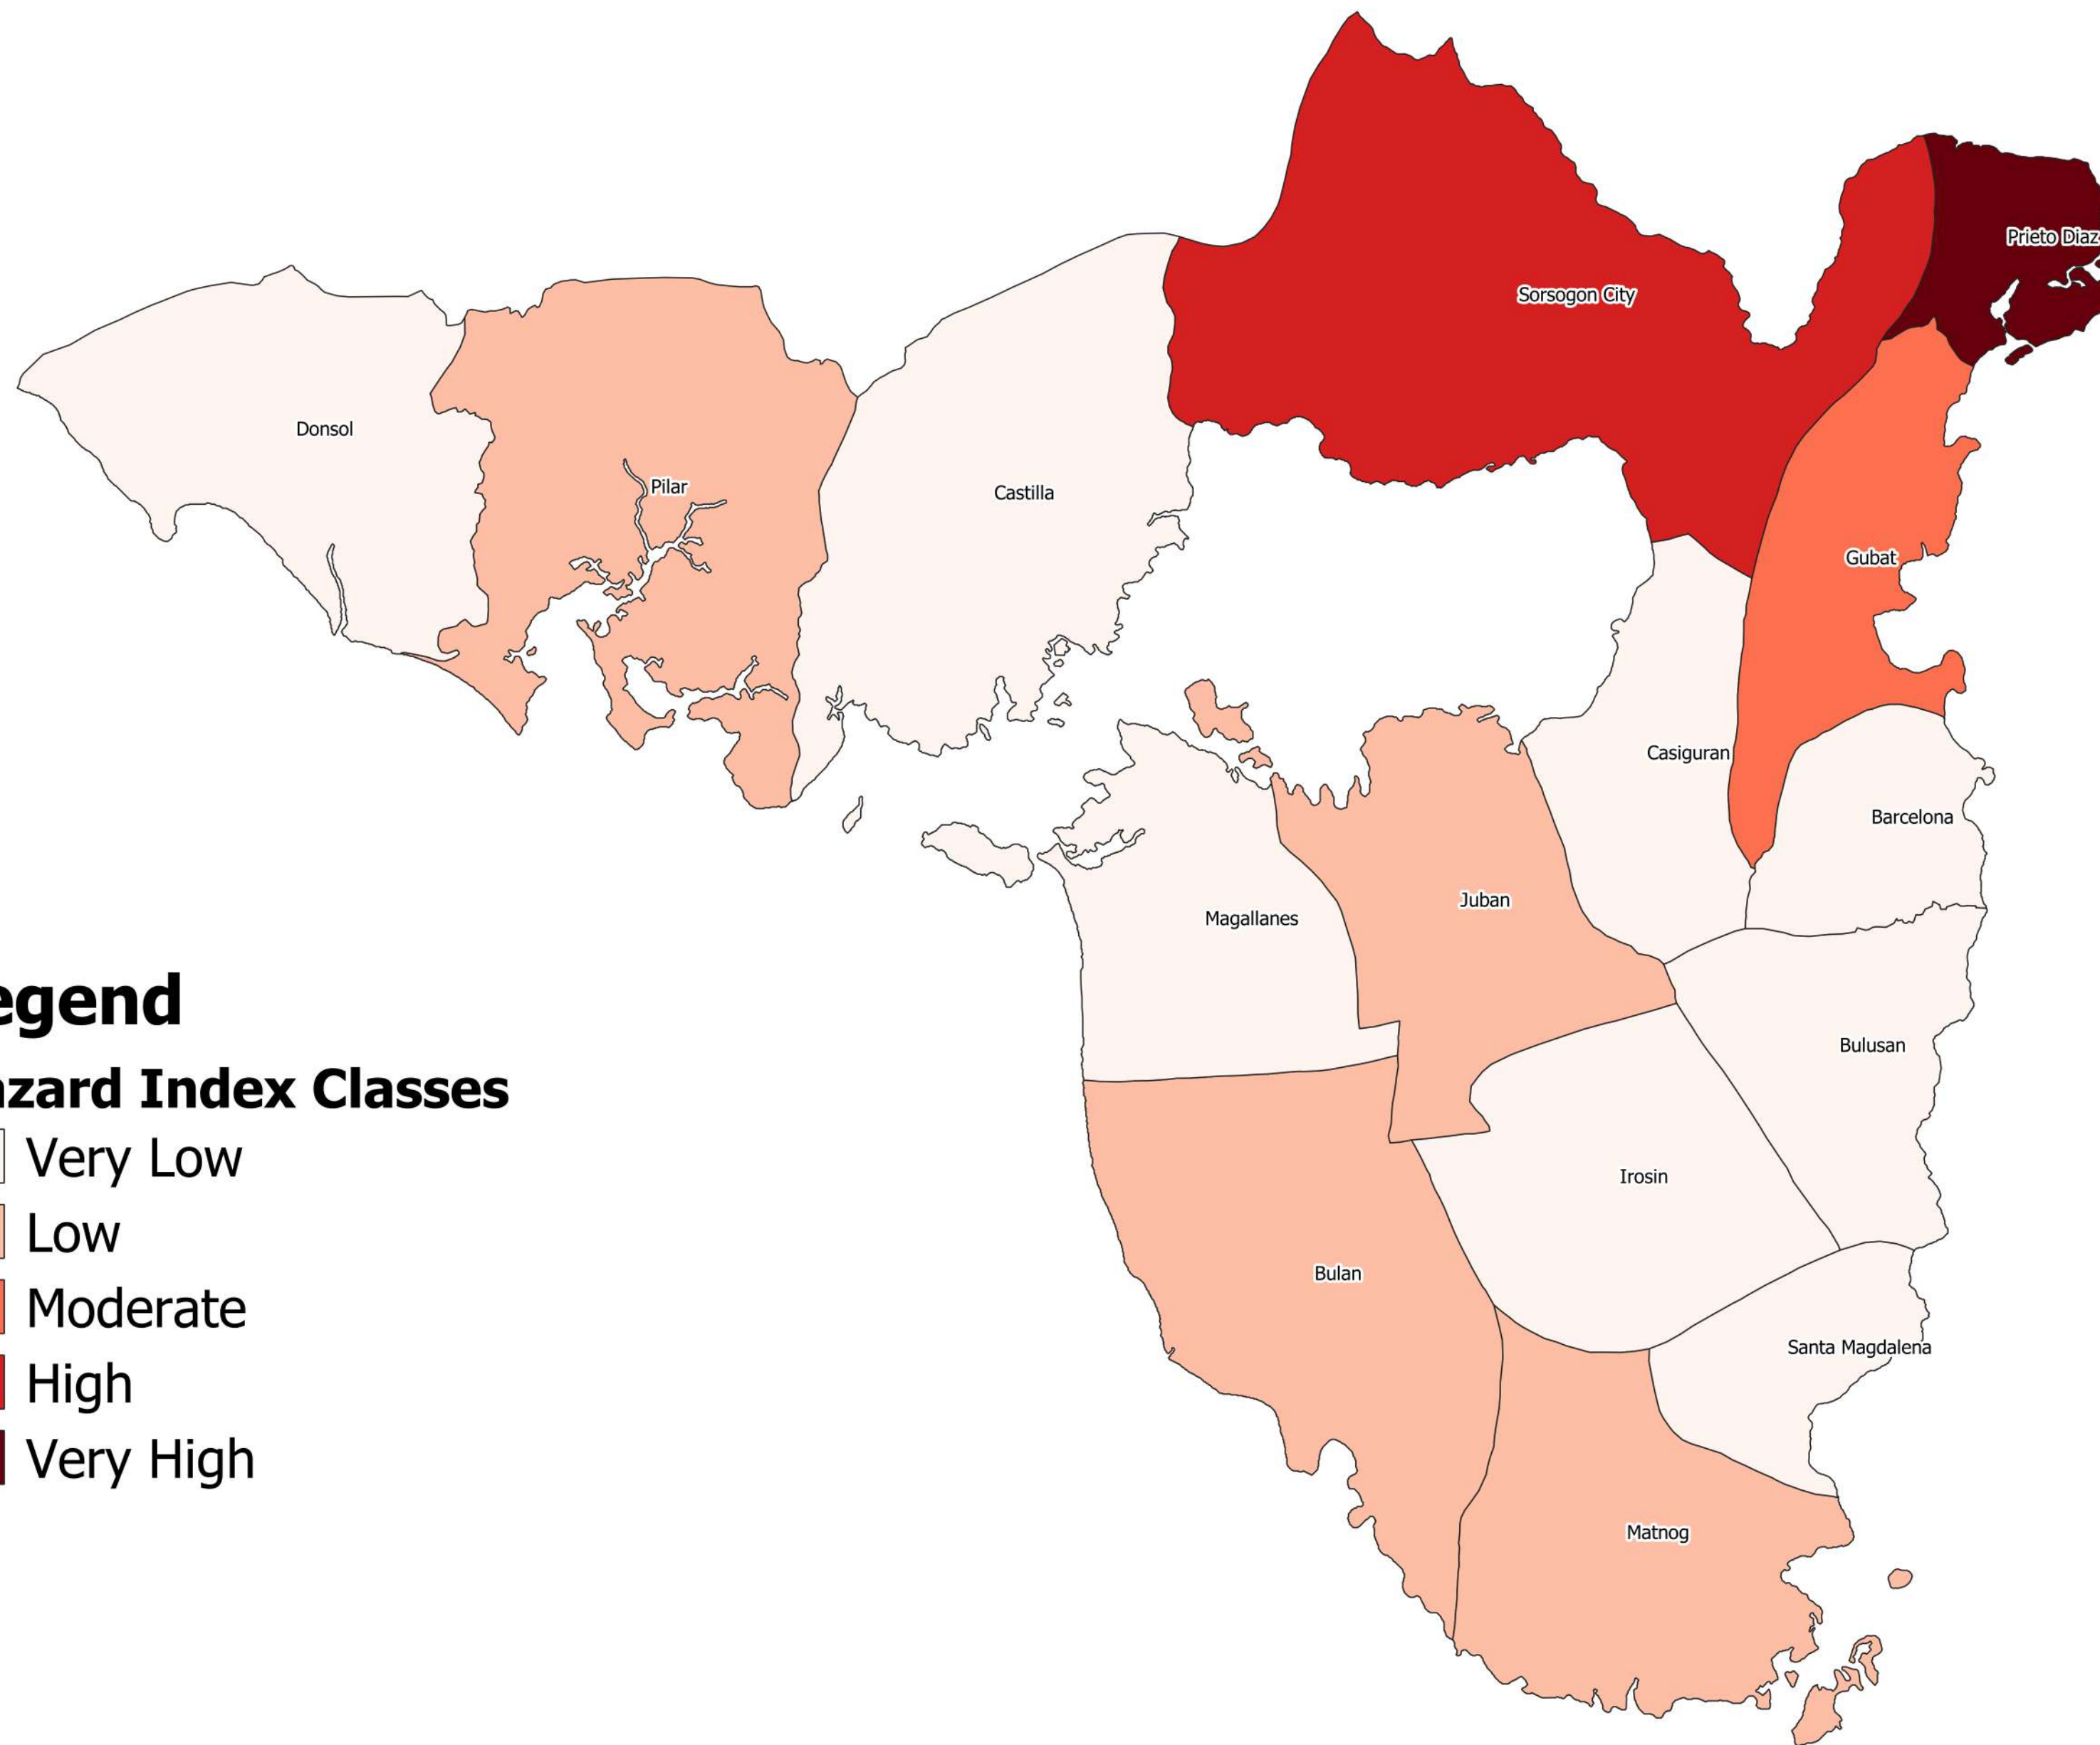 Prieto Diaz
Sorsogon City
Donsol
Pilar
Castilla
Gubat
Casiguran
Barcelona
Juban
Magallanes
egend
azard Index Classes
Very Low
Low
Moderate
High
Very High
Bulusan
Irosin
Bulan
Santa Magdalena
Matnog